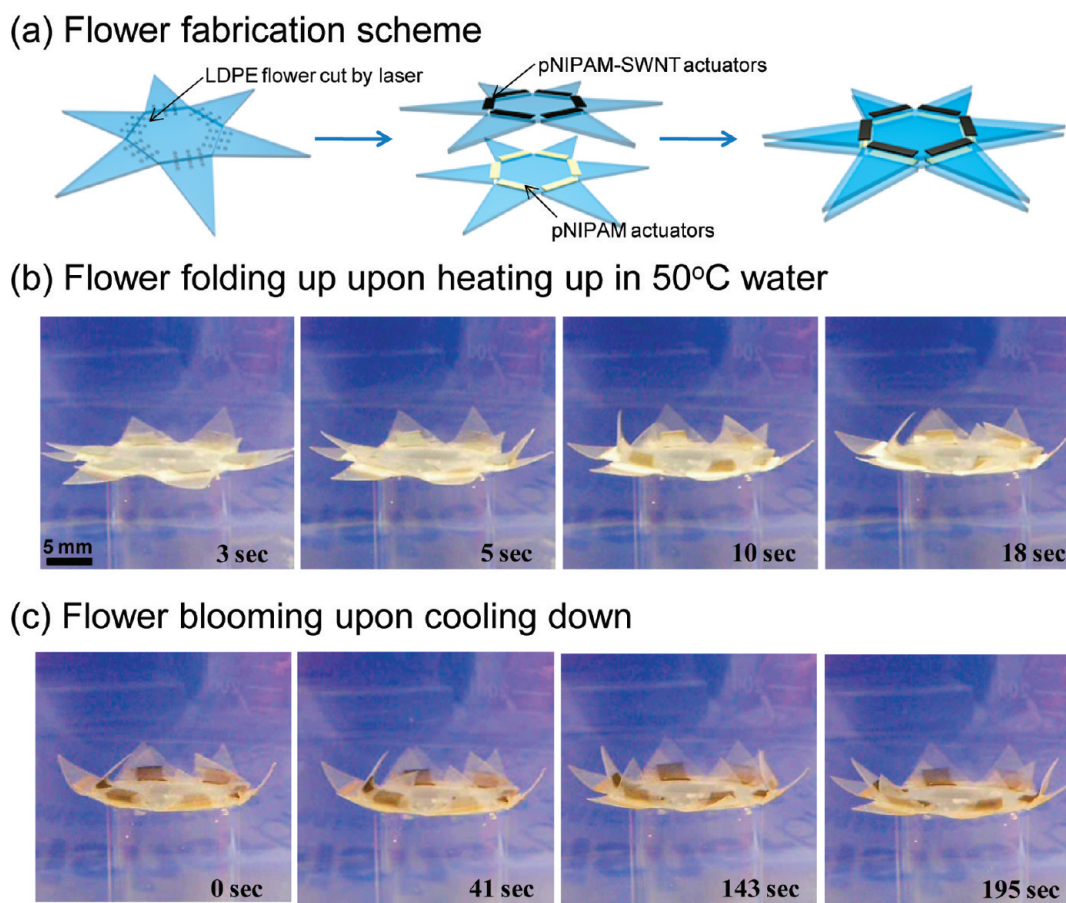 (a) Flower fabrication scheme
LDPE flower cut by laser
pNIPAM-SWNT actuators
pNIPAM actuators
(b) Flower folding up upon heating up in 50°C water
5 mm
3 sec
5 sec
10 sec
18 sec
(c) Flower blooming upon cooling down
0 sec
41 sec
143 sec
195 sec